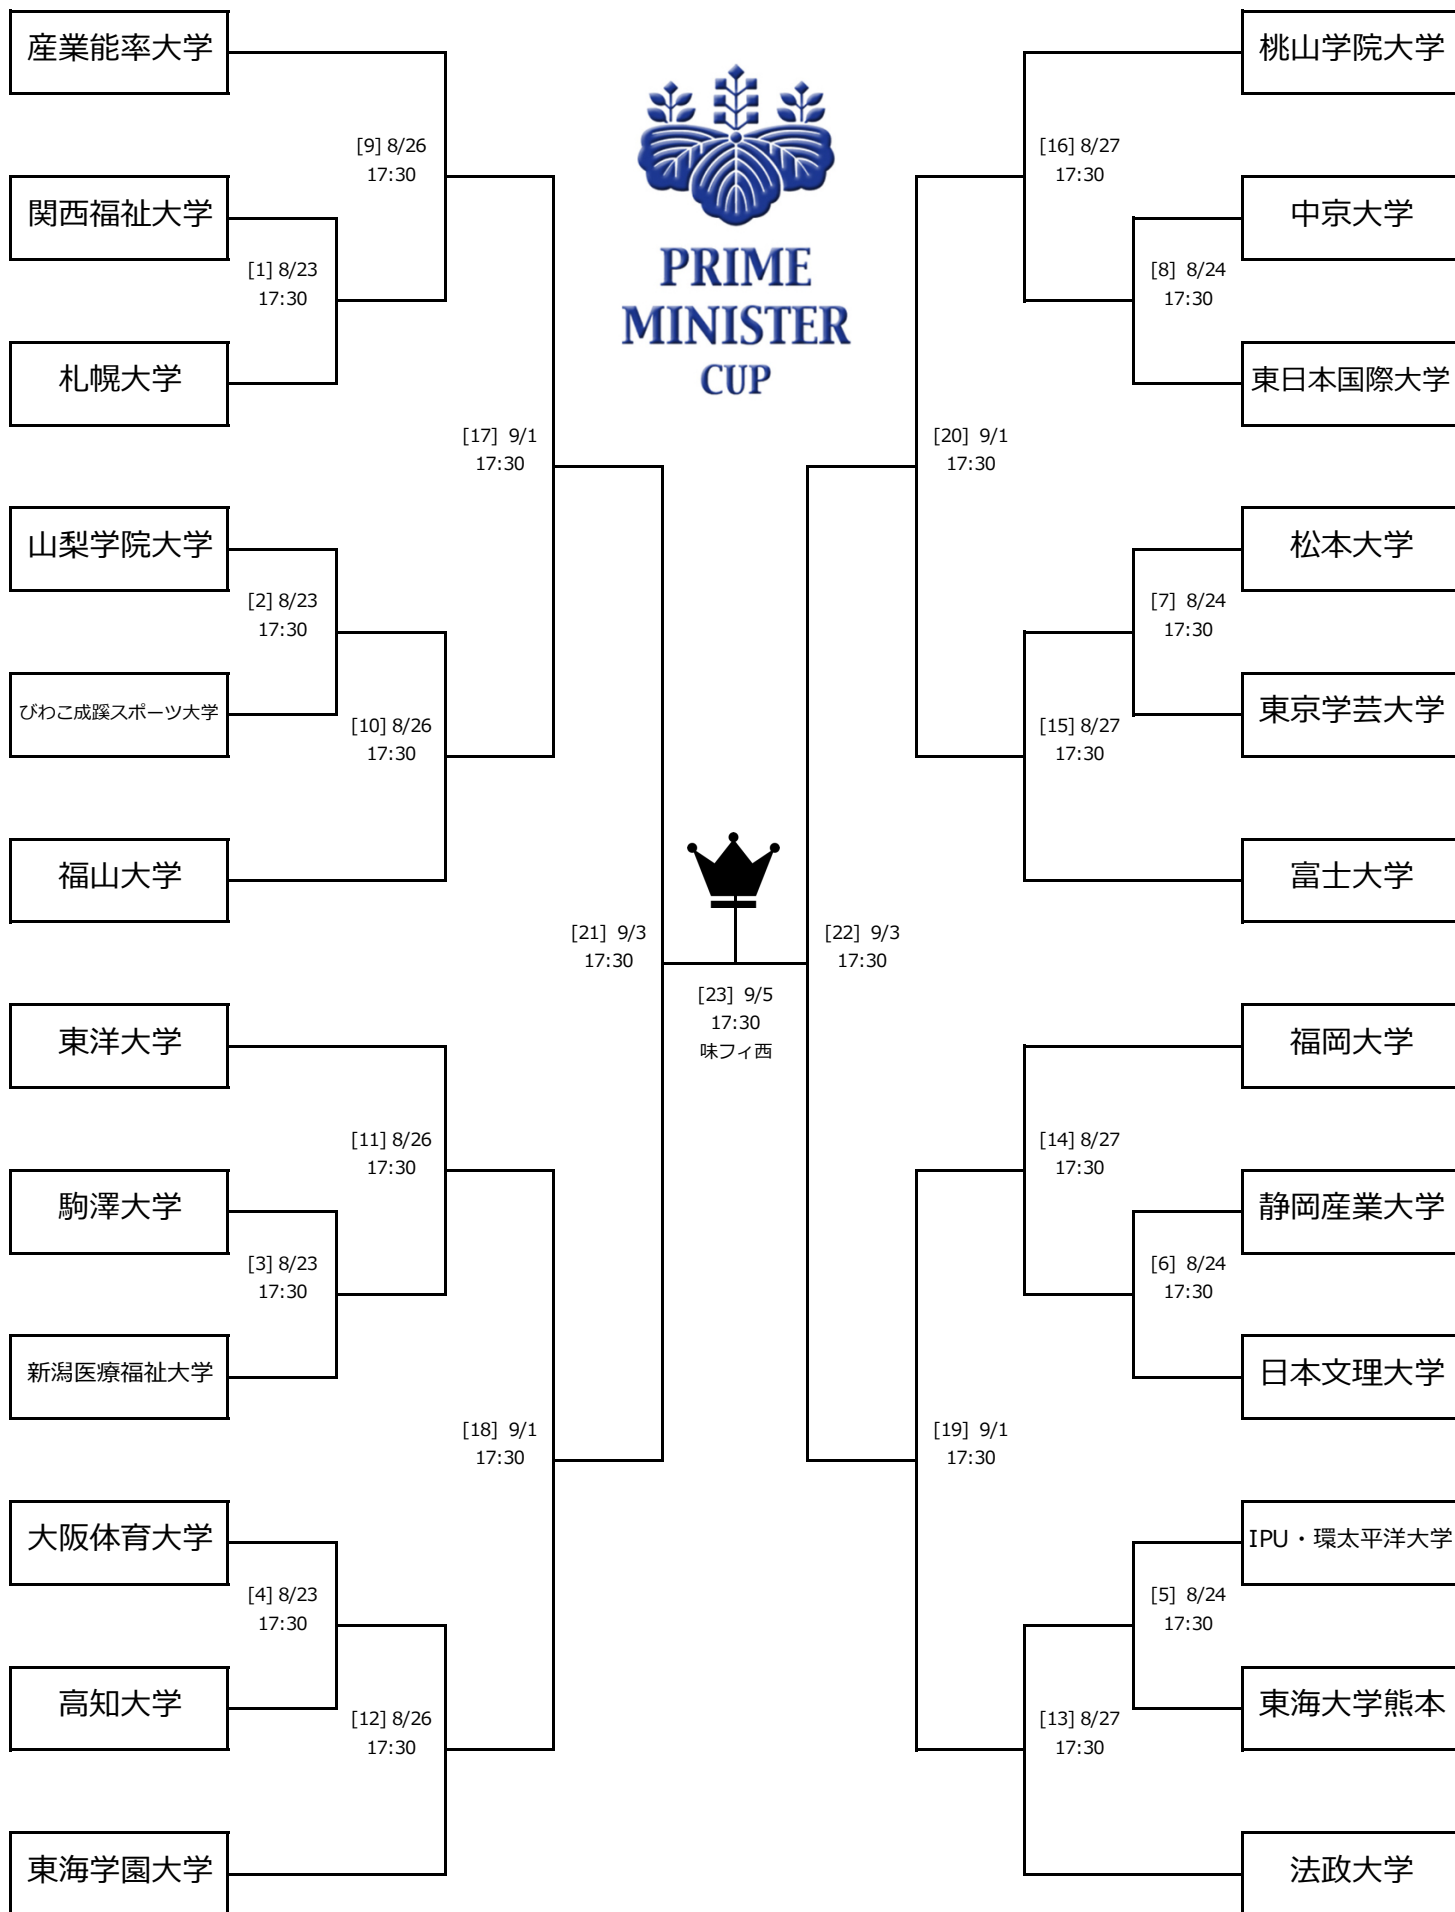 産業能率大学
[9] 8/26
17:30
関西福祉大学
[1] 8/23
17:30
札幌大学
[17] 9/1
17:30
山梨学院大学
[2] 8/23
17:30
びわこ成蹊スポーツ大学
[10] 8/26
17:30
福山大学
[21] 9/3
17:30
東洋大学
[11] 8/26
17:30
駒澤大学
[3] 8/23
17:30
新潟医療福祉大学
[18] 9/1
17:30
大阪体育大学
[4] 8/23
17:30
高知大学
[12] 8/26
17:30
東海学園大学
PRIME
MINISTER
CUP
[23] 9/5
17:30
味フィ西
桃山学院大学
[16] 8/27
17:30
中京大学
[8] 8/24
17:30
東日本国際大学
[20] 9/1
17:30
松本大学
[7] 8/24
17:30
東京学芸大学
[15] 8/27
17:30
富士大学
[22] 9/3
17:30
福岡大学
[14] 8/27
17:30
静岡産業大学
[6] 8/24
17:30
日本文理大学
[19] 9/1
17:30
IPU・環太平洋大学
[5] 8/24
17:30
東海大学熊本
[13] 8/27
17:30
法政大学